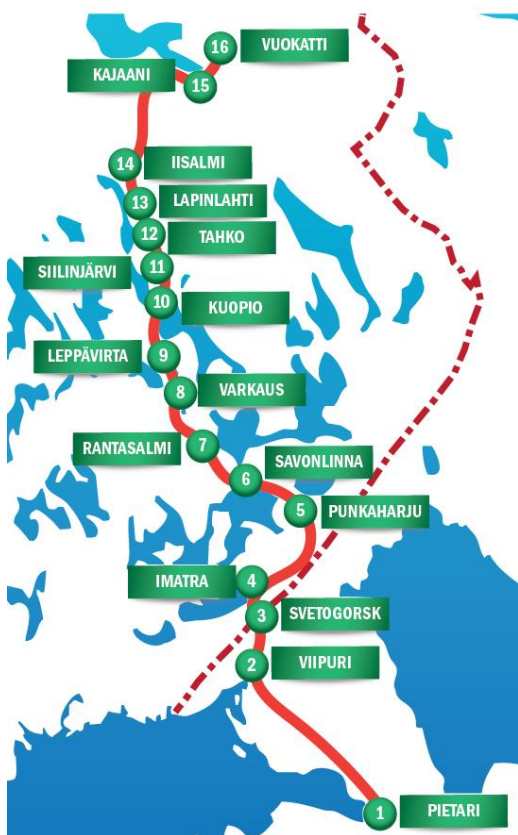 16 VUOKATTI
KAJAANI
15
14 IISALMI
13 LAPINLAHTI
12 TAHKO
SIILINJÄRVI 11
10 KUOPIO
LEPPÄVIRTA 9
8 VARKAUS
RANTASALMI 7
6 SAVONLINNA
5 PUNKAHARJU
IMATRA 4
3 SVETOGORSK
2 VIIPURI
1 PIETARI